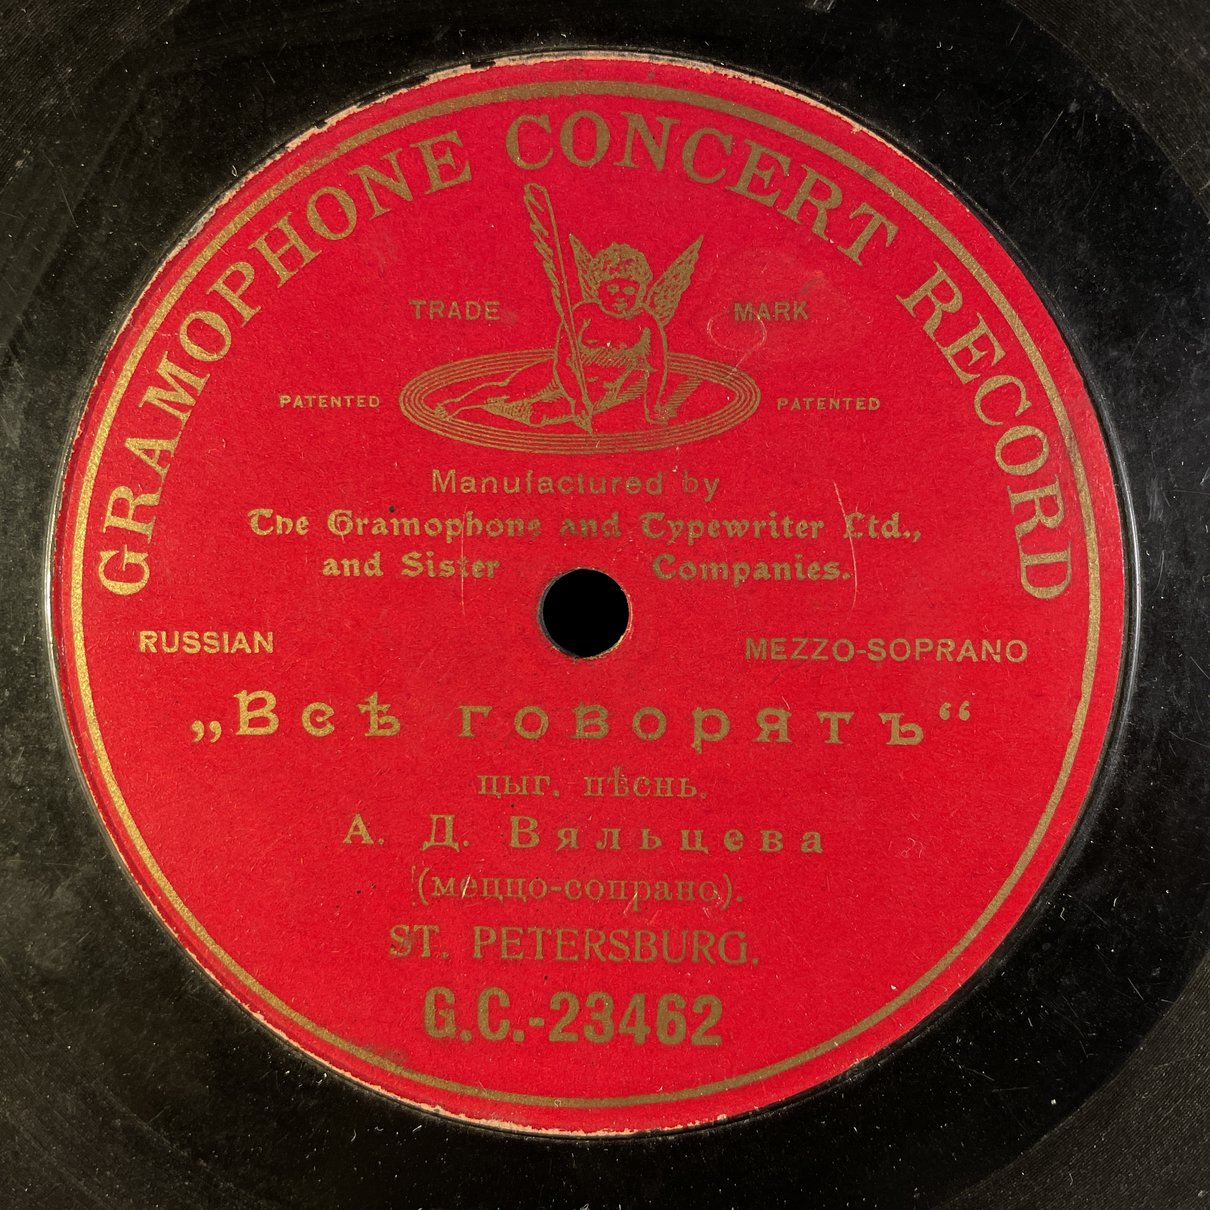 GRAMOPHONE CONCERT RECORD
TRADE MARK
PATENTED PATENTED
Manufactured by
The Gramophone and Typewriter Ltd.,
and Sister Companies.
RUSSIAN MEZZO-SOPRANO
„Всѣ говорятъ“
цыг. пѣснь.
А. Д. Вяльцева
(меццо-сопрано).
ST. PETERSBURG.
G.C.-23462